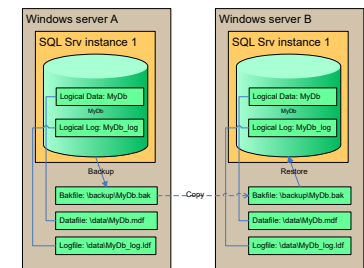 Windows server A
SQL Srv instance 1
Logical Data: MyDb
MyDb
Logical Log: MyDb_log
Backup
Bakfile: \backup\MyDb.bak
Datafile: \data\MyDb.mdf
Logfile: \data\MyDb_log.ldf
Copy
Windows server B
SQL Srv instance 1
Logical Data: MyDb
MyDb
Logical Log: MyDb_log
Restore
Bakfile: \backup\MyDb.bak
Datafile: \data\MyDb.mdf
Logfile: \data\MyDb_log.ldf